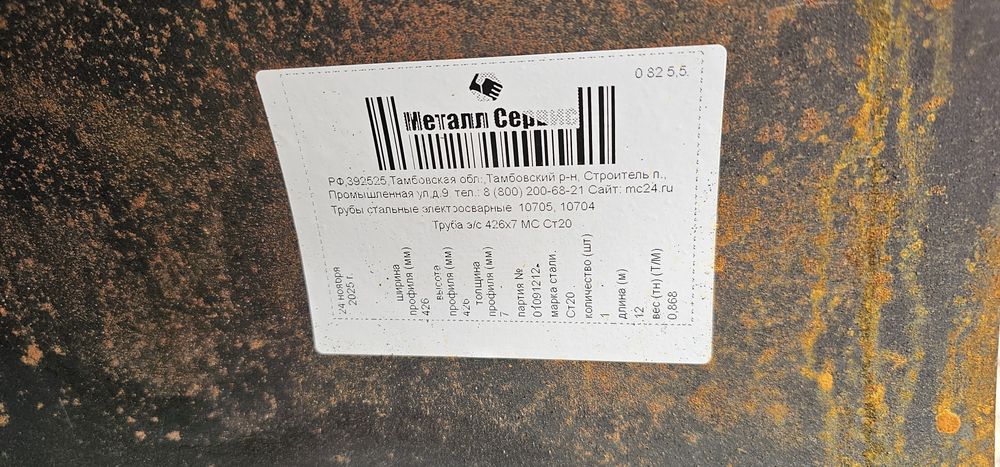 0 82 5,5.
Металл Сервис
РФ,392525,Тамбовская обл.,Тамбовский р-н, Строитель п.,
Промышленная ул,д.9, тел.: 8 (800) 200-68-21 Сайт: mc24.ru
Трубы стальные электросварные 10705, 10704
Труба э/с 426х7 МС Ст20
24 ноября
2025 г.
ширина
профиля (мм)
426
высота
профиля (мм)
426
толщина
профиля (мм)
7
партия №
01091212
марка стали
Ст20
количество (шт)
1
длина (м)
12
вес (тн) (Т/М)
0,868